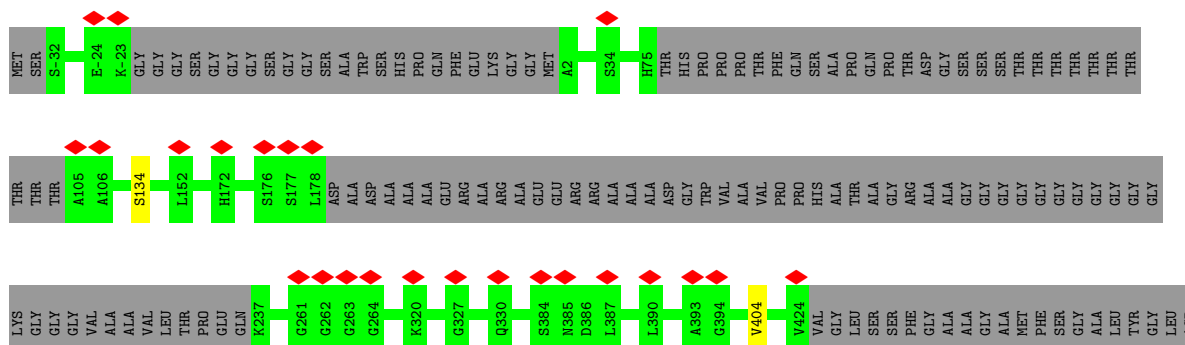 MET SER S-32 E-24 K-23 GLY GLY GLY SER GLY GLY GLY GLY SER GLY GLY SER ALA TRP SER HIS PRO GLN PHE GLU LYS GLY GLY MET A2 S34 H75 THR HIS PRO PRO PRO THR PHE GLN SER ALA PRO GLN PRO THR ASP GLY SER SER SER THR THR THR THR THR THR THR
THR THR THR A105 A106 S134 L152 H172 S176 S177 L178 ASP ALA ASP ALA ALA ALA GLU ARG ALA ARG ALA GLU GLU ARG ARG ALA ALA ALA ASP GLY TRP VAL ALA VAL PRO PRO HIS ALA THR ALA GLY ARG ALA ALA GLY GLY GLY GLY GLY GLY GLY GLY GLY GLY GLY
LYS GLY GLY GLY VAL ALA ALA VAL LEU THR PRO GLU GLN K237 G261 G262 G263 G264 K320 G327 Q330 S384 N385 D386 L387 L390 A393 G394 V404 V424 VAL GLY LEU SER SER PHE GLY ALA ALA GLY ALA MET PHE SER GLY ALA LEU TYR GLY LEU